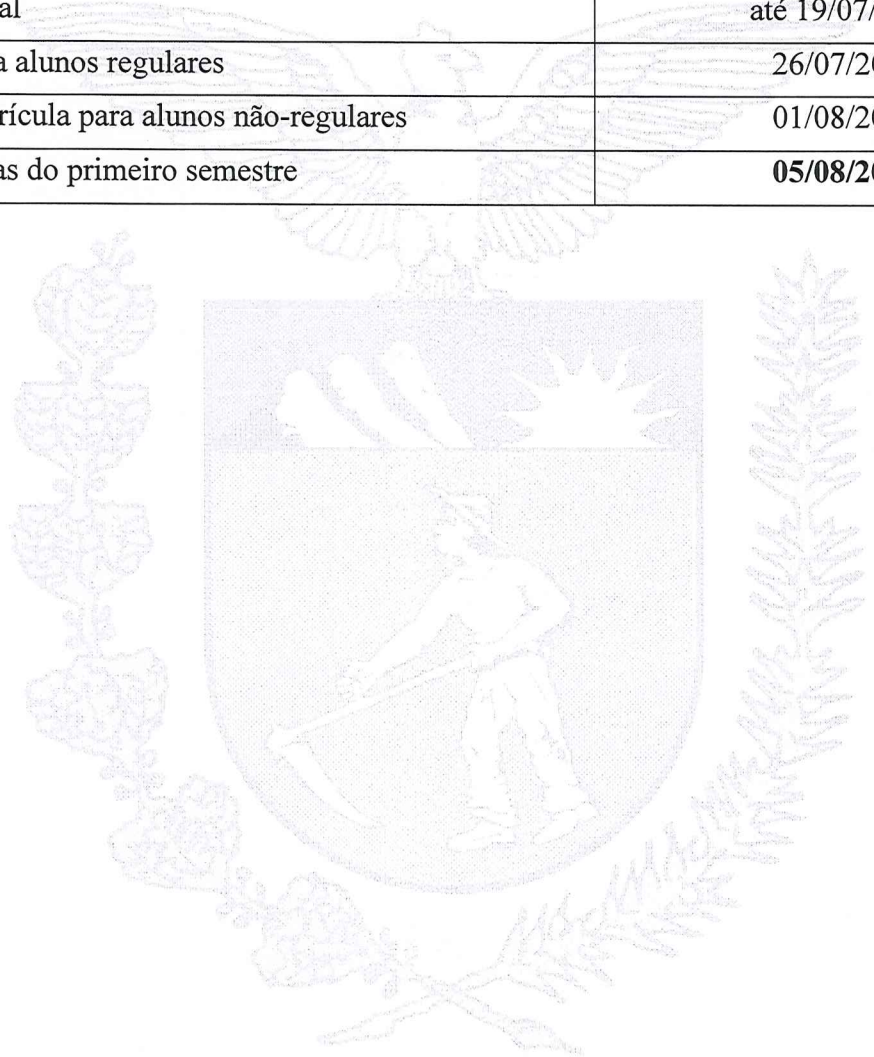 al até 19/07/
a alunos regulares 26/07/20
rícula para alunos não-regulares 01/08/20
as do primeiro semestre 05/08/20